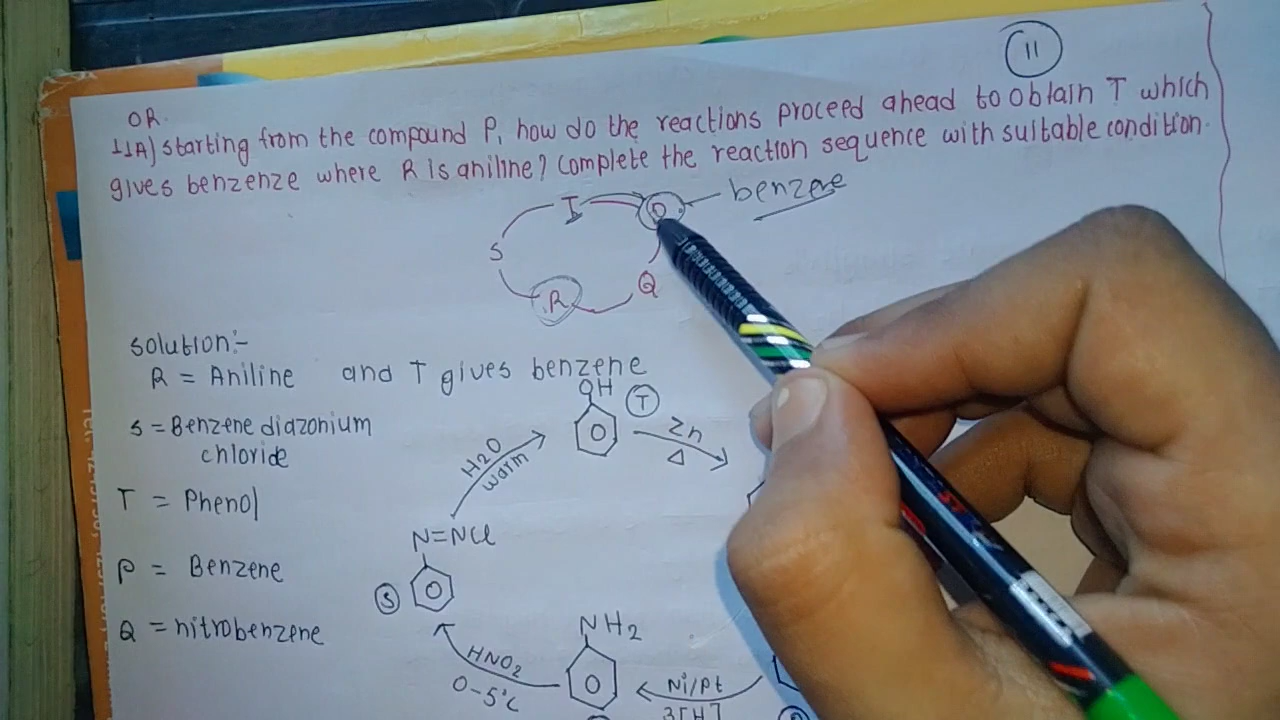 11
OR
11A) starting from the compound P, how do the reactions proceed ahead to obtain T which
gives benzenze where R is aniline? Complete the reaction sequence with suitable condition.
T
P
benzene
S
R
Q
solution:-
R = Aniline and T gives benzene
S = Benzene diazonium
chloride
T = Phenol
P = Benzene
Q = nitrobenzene
OH
T
Zn
Δ
H2O
warm
N=NCl
S
HNO2
0-5°c
NH2
Ni/Pt
3[H]